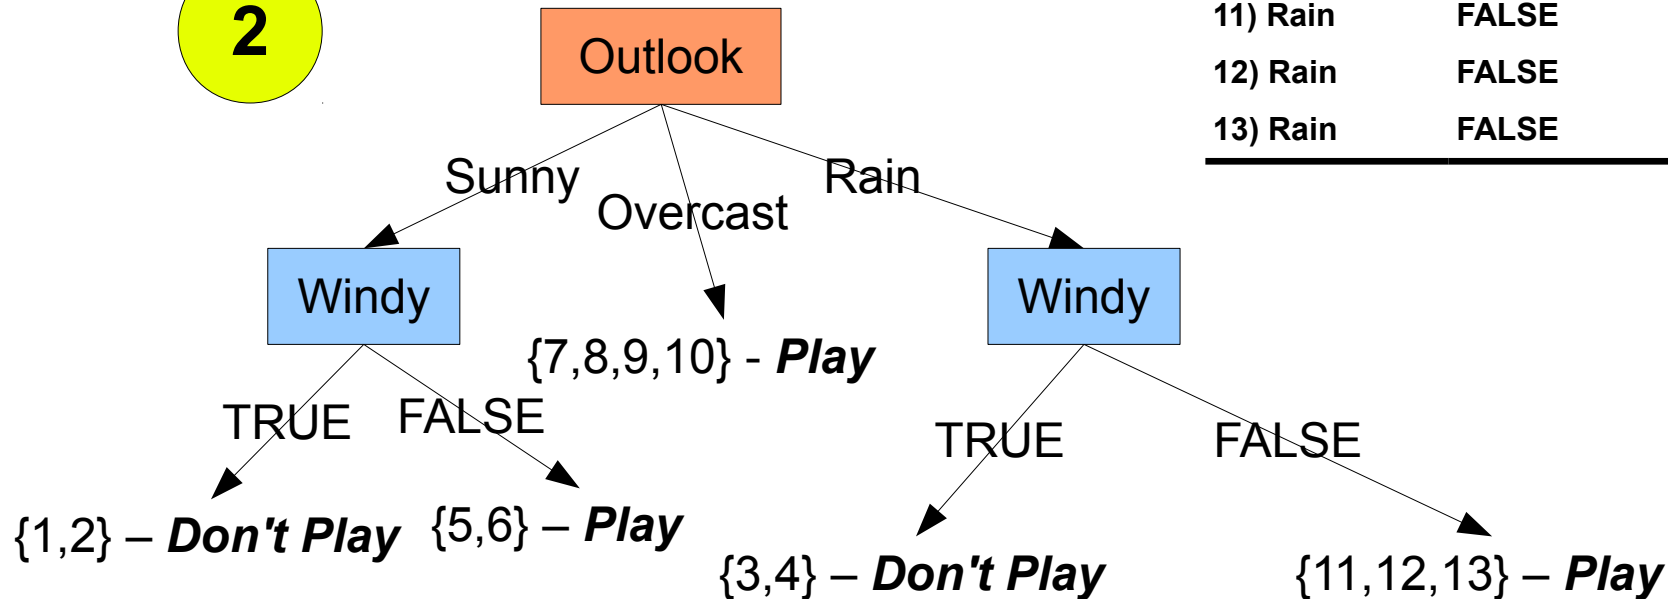 2
Outlook
11) Rain FALSE
12) Rain FALSE
13) Rain FALSE
Sunny
Overcast
Rain
Windy
Windy
{7,8,9,10} - Play
TRUE
FALSE
TRUE
FALSE
{1,2} – Don't Play
{5,6} – Play
{3,4} – Don't Play
{11,12,13} – Play